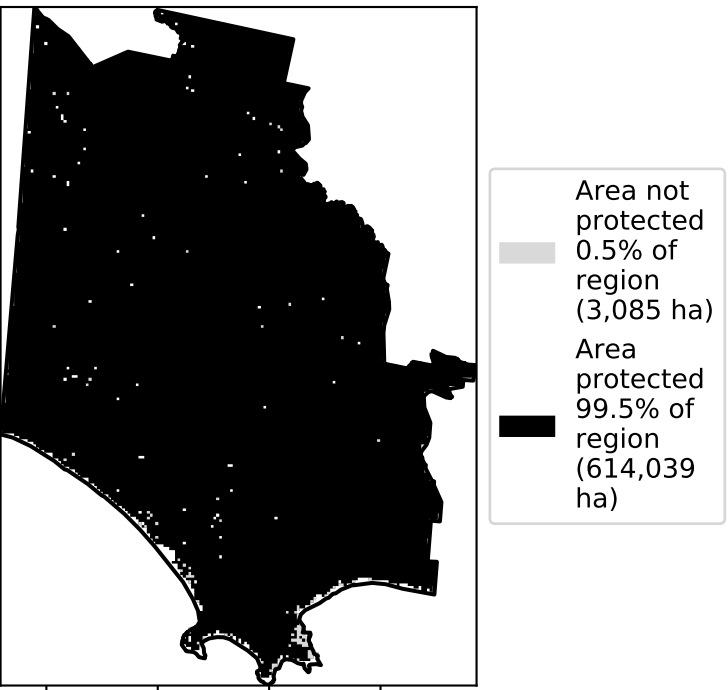 Area not
protected
0.5% of
region
(3,085 ha)
Area
protected
99.5% of
region
(614,039
ha)